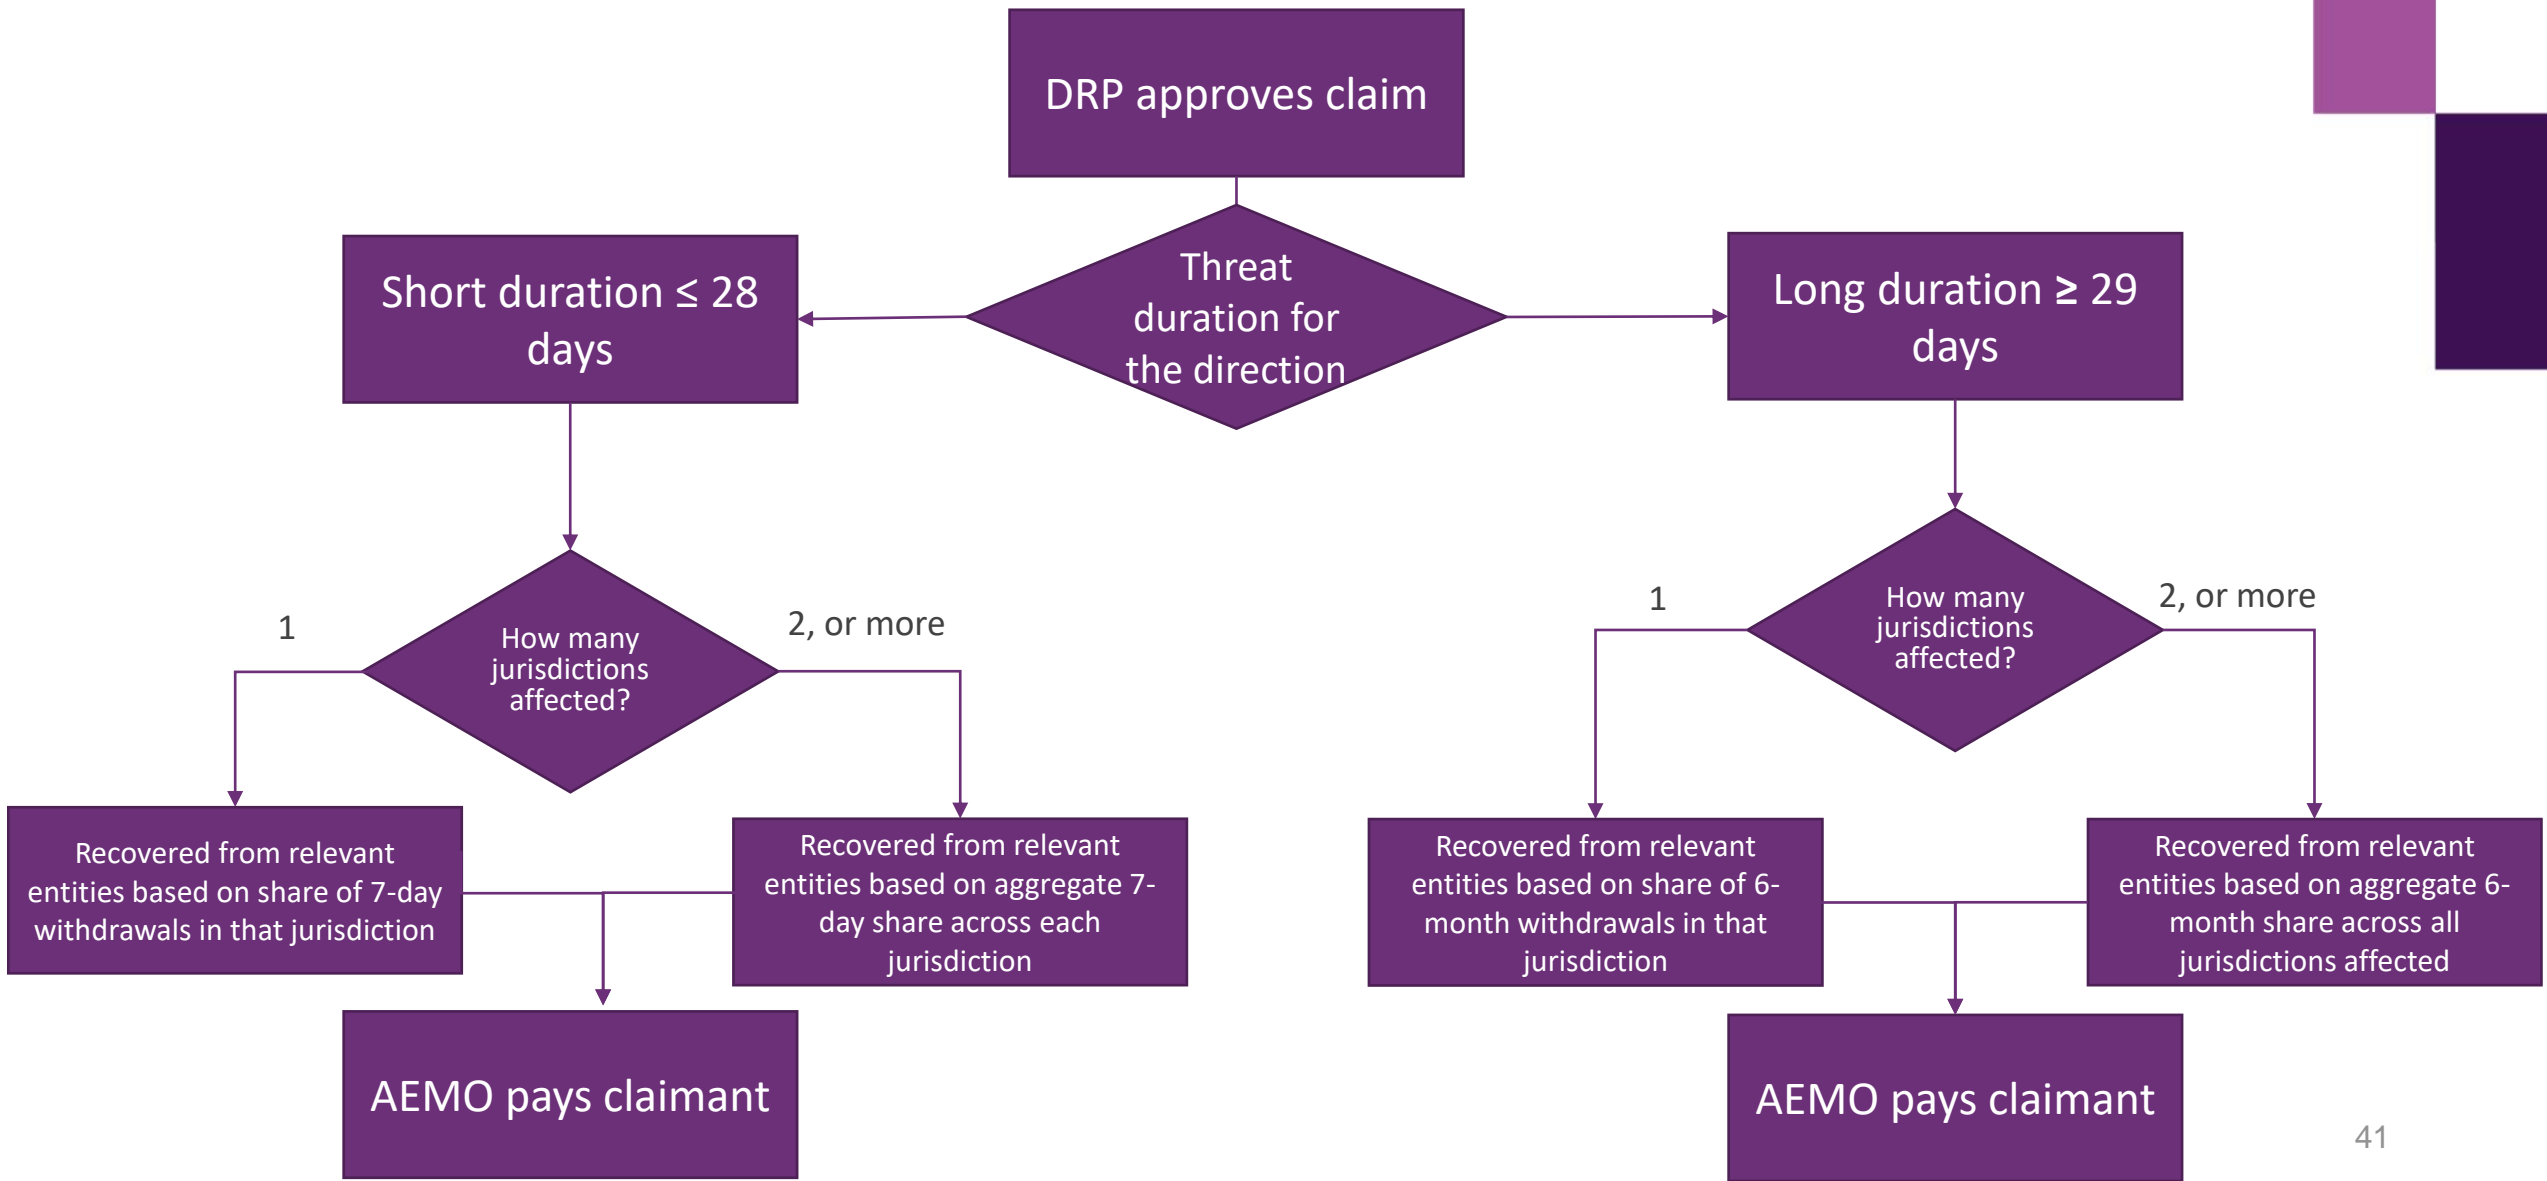 DRP approves claim
Threat
duration for
the direction
Short duration ≤ 28
days
Long duration ≥ 29
days
How many
jurisdictions
affected?
1
2, or more
How many
jurisdictions
affected?
1
2, or more
Recovered from relevant
entities based on share of 7-day
withdrawals in that jurisdiction
Recovered from relevant
entities based on aggregate 7-
day share across each
jurisdiction
Recovered from relevant
entities based on share of 6-
month withdrawals in that
jurisdiction
Recovered from relevant
entities based on aggregate 6-
month share across all
jurisdictions affected
AEMO pays claimant
AEMO pays claimant
41